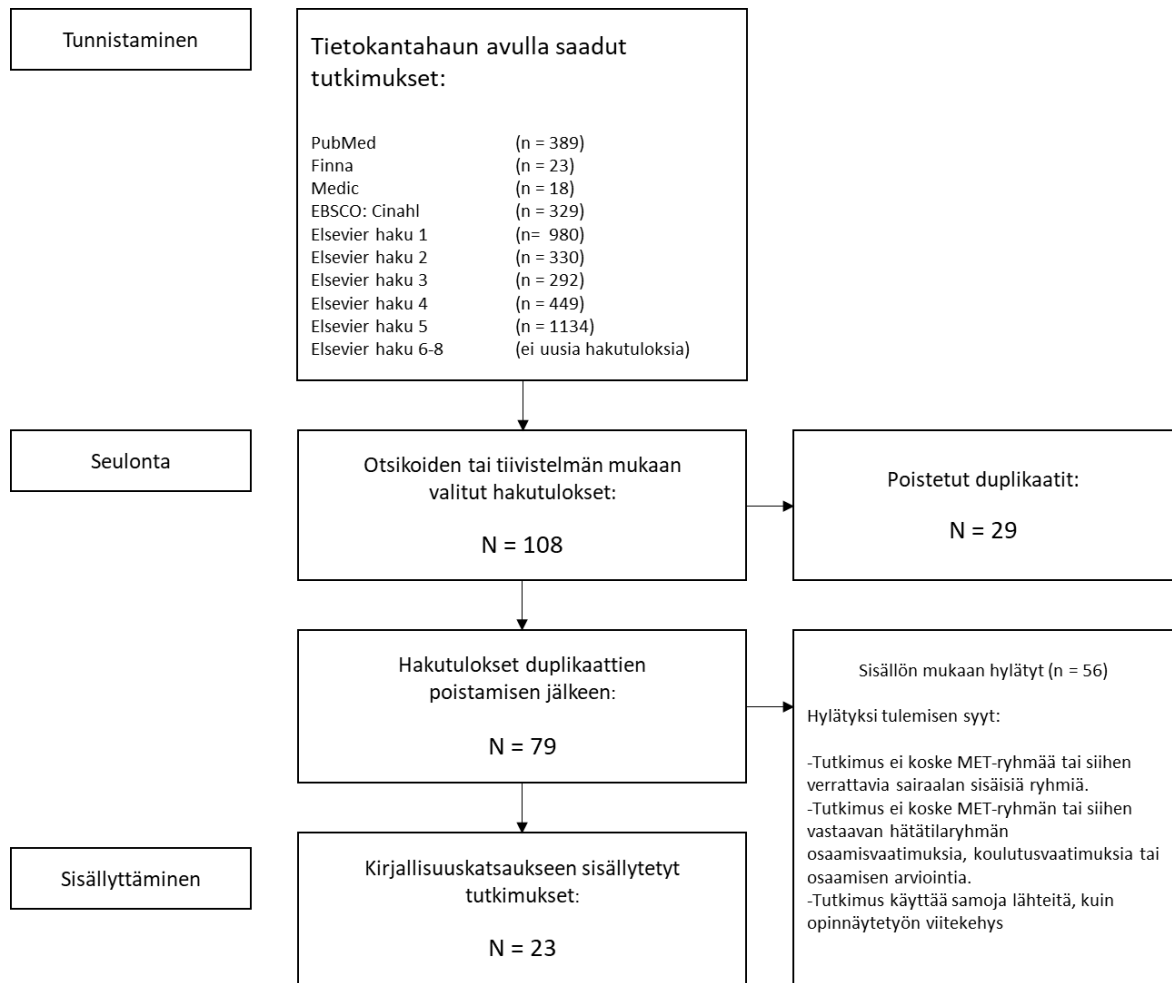 Tunnistaminen
Tietokantahaun avulla saadut
tutkimukset:
PubMed (n = 389)
Finna (n = 23)
Medic (n = 18)
EBSCO: Cinahl (n = 329)
Elsevier haku 1 (n= 980)
Elsevier haku 2 (n = 330)
Elsevier haku 3 (n = 292)
Elsevier haku 4 (n = 449)
Elsevier haku 5 (n = 1134)
Elsevier haku 6-8 (ei uusia hakutuloksia)
Seulonta
Otsikoiden tai tiivistelmän mukaan
valitut hakutulokset:
N = 108
Poistetut duplikaatit:
N = 29
Hakutulokset duplikaattien
poistamisen jälkeen:
N = 79
Sisällön mukaan hylätyt (n = 56)
Hylätyksi tulemisen syyt:
-Tutkimus ei koske MET-ryhmää tai siihen
verrattavia sairaalan sisäisiä ryhmiä.
-Tutkimus ei koske MET-ryhmän tai siihen
vastaavan hätätilaryhmän
osaamisvaatimuksia, koulutusvaatimuksia tai
osaamisen arviointia.
-Tutkimus käyttää samoja lähteitä, kuin
opinnäytetyön viitekehys
Sisällyttäminen
Kirjallisuuskatsaukseen sisällytetyt
tutkimukset:
N = 23